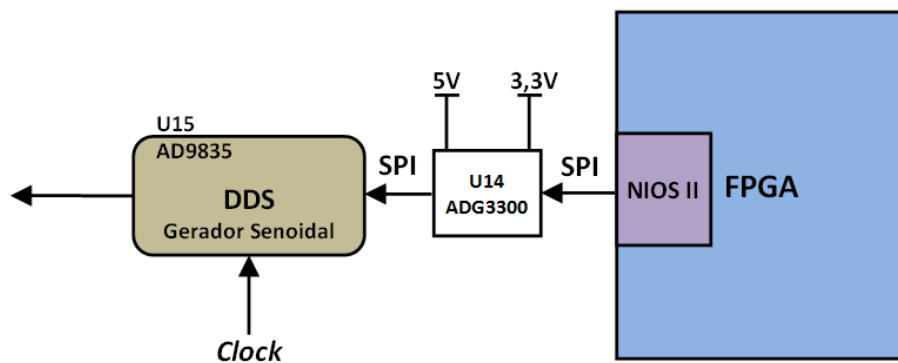 5V
3,3V
U15
AD9835
SPI
SPI
U14
ADG3300
NIOS II
FPGA
DDS
Gerador Senoidal
Clock